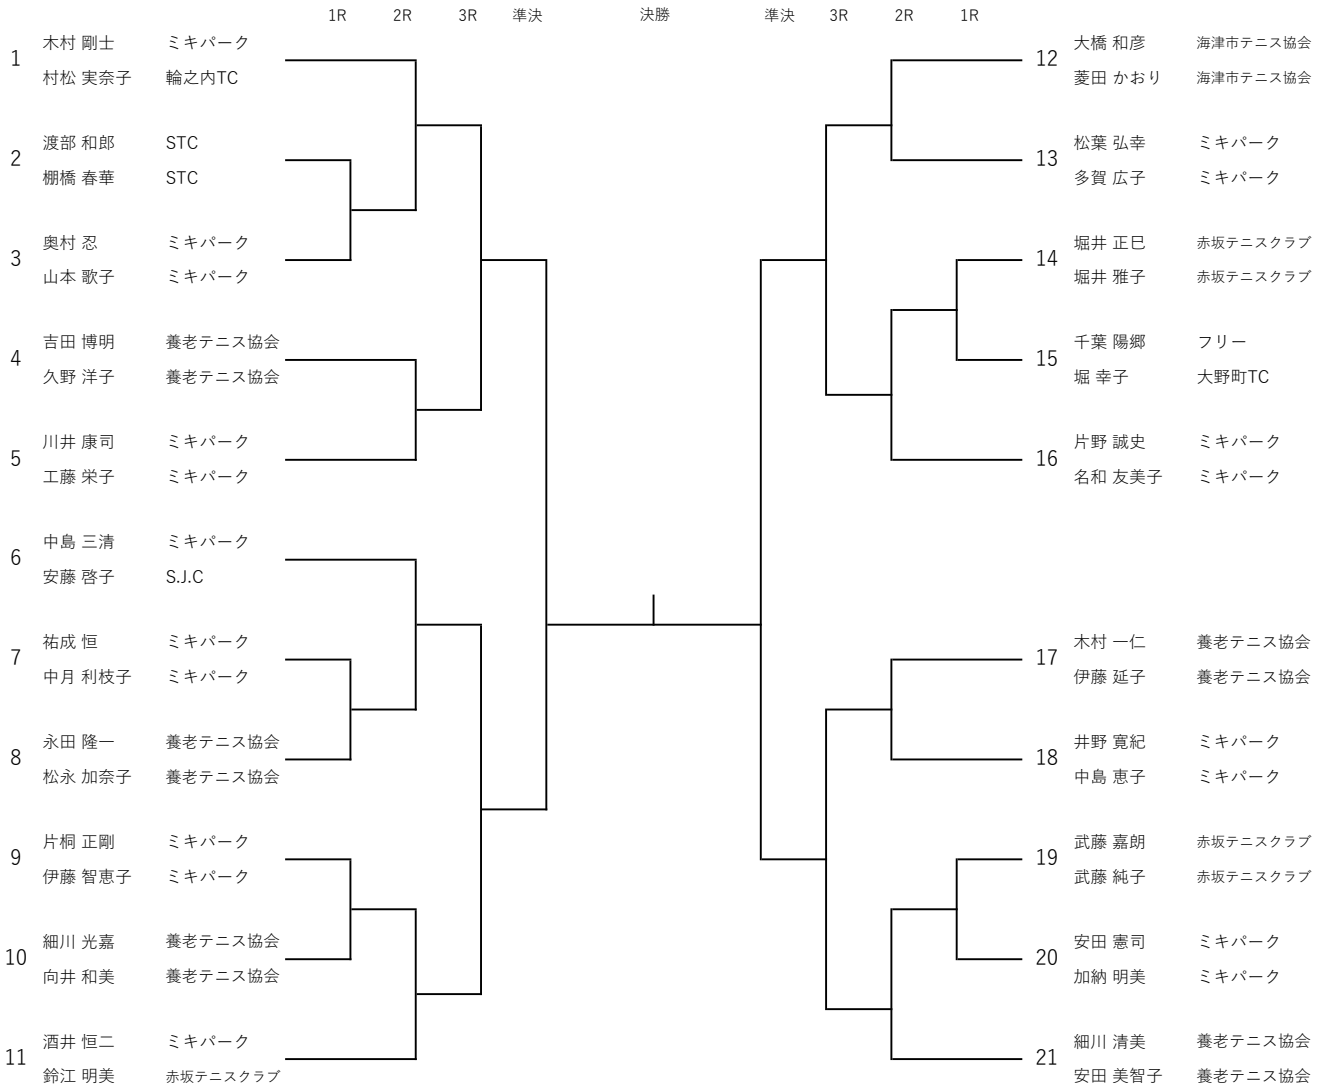 1R 2R 3R 準決 決勝 準決 3R 2R 1R
1 木村 剛士 ミキパーク
村松 実奈子 輪之内TC
2 渡部 和郎 STC
棚橋 春華 STC
3 奥村 忍 ミキパーク
山本 歌子 ミキパーク
4 吉田 博明 養老テニス協会
久野 洋子 養老テニス協会
5 川井 康司 ミキパーク
工藤 栄子 ミキパーク
6 中島 三清 ミキパーク
安藤 啓子 S.J.C
7 祐成 恒 ミキパーク
中月 利枝子 ミキパーク
8 永田 隆一 養老テニス協会
松永 加奈子 養老テニス協会
9 片桐 正剛 ミキパーク
伊藤 智恵子 ミキパーク
10 細川 光嘉 養老テニス協会
向井 和美 養老テニス協会
11 酒井 恒二 ミキパーク
鈴江 明美 赤坂テニスクラブ
12 大橋 和彦 海津市テニス協会
菱田 かおり 海津市テニス協会
13 松葉 弘幸 ミキパーク
多賀 広子 ミキパーク
14 堀井 正巳 赤坂テニスクラブ
堀井 雅子 赤坂テニスクラブ
15 千葉 陽郷 フリー
堀 幸子 大野町TC
16 片野 誠史 ミキパーク
名和 友美子 ミキパーク
17 木村 一仁 養老テニス協会
伊藤 延子 養老テニス協会
18 井野 寛紀 ミキパーク
中島 恵子 ミキパーク
19 武藤 嘉朗 赤坂テニスクラブ
武藤 純子 赤坂テニスクラブ
20 安田 憲司 ミキパーク
加納 明美 ミキパーク
21 細川 清美 養老テニス協会
安田 美智子 養老テニス協会